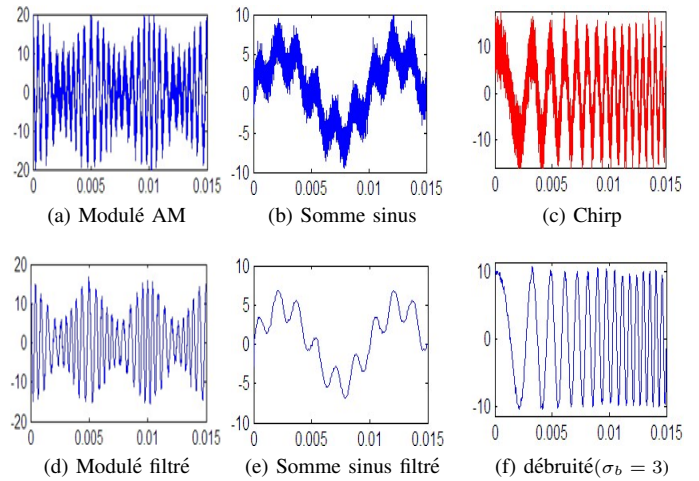 20
10
0
-10
20
0 0.005 0.01 0.015
(a) Modulé AM
10
5
0
-5
-10
0 0.005 0.01 0.015
(b) Somme sinus
10
0
-10
0 0.005 0.01 0.015
(c) Chirp
20
10
0
-10
20
0 0.005 0.01 0.015
(d) Modulé filtré
10
5
0
-5
10
0 0.005 0.01 0.015
(e) Somme sinus filtré
10
0
-10
0 0.005 0.01 0.015
(f) débruité(σ_b = 3)